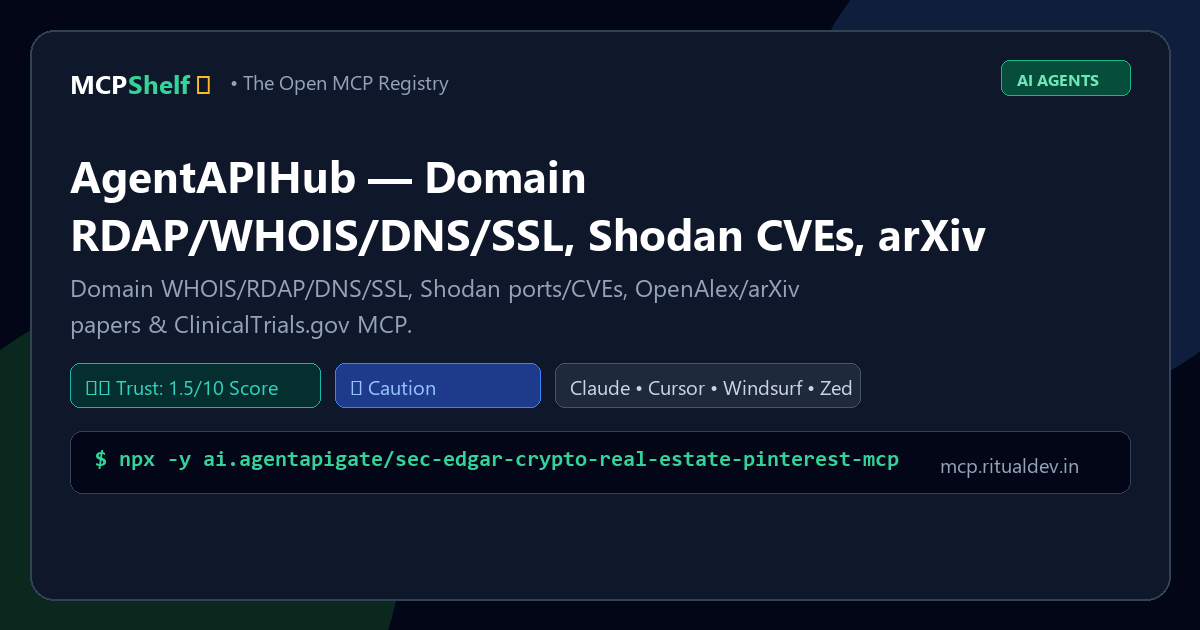 MCPShelf • The Open MCP Registry
AI AGENTS
AgentAPIHub — Domain
RDAP/WHOIS/DNS/SSL, Shodan CVEs, arXiv
Domain WHOIS/RDAP/DNS/SSL, Shodan ports/CVEs, OpenAlex/arXiv
papers & ClinicalTrials.gov MCP.
Trust: 1.5/10 Score
Caution
Claude • Cursor • Windsurf • Zed
$ npx -y ai.agentapigate/sec-edgar-crypto-real-estate-pinterest-mcp
mcp.ritualdev.in